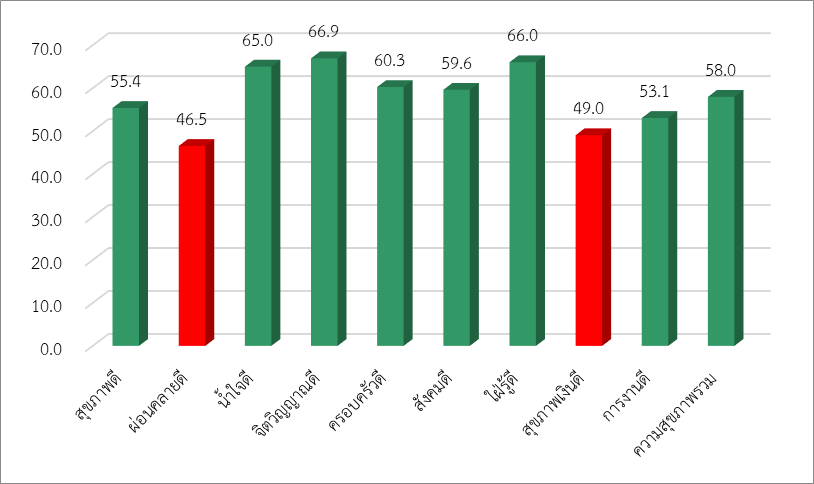 70.0
60.0
50.0
40.0
30.0
20.0
10.0
0.0
55.4
46.5
65.0
66.9
60.3
59.6
66.0
49.0
53.1
58.0
สุขภาพดี
ผ่อนคลายดี
น้ำใจดี
จิตวิญญาณดี
ครอบครัวดี
สังคมดี
ใฝ่รู้ดี
สุขภาพเงินดี
การงานดี
ความสุขภาพรวม